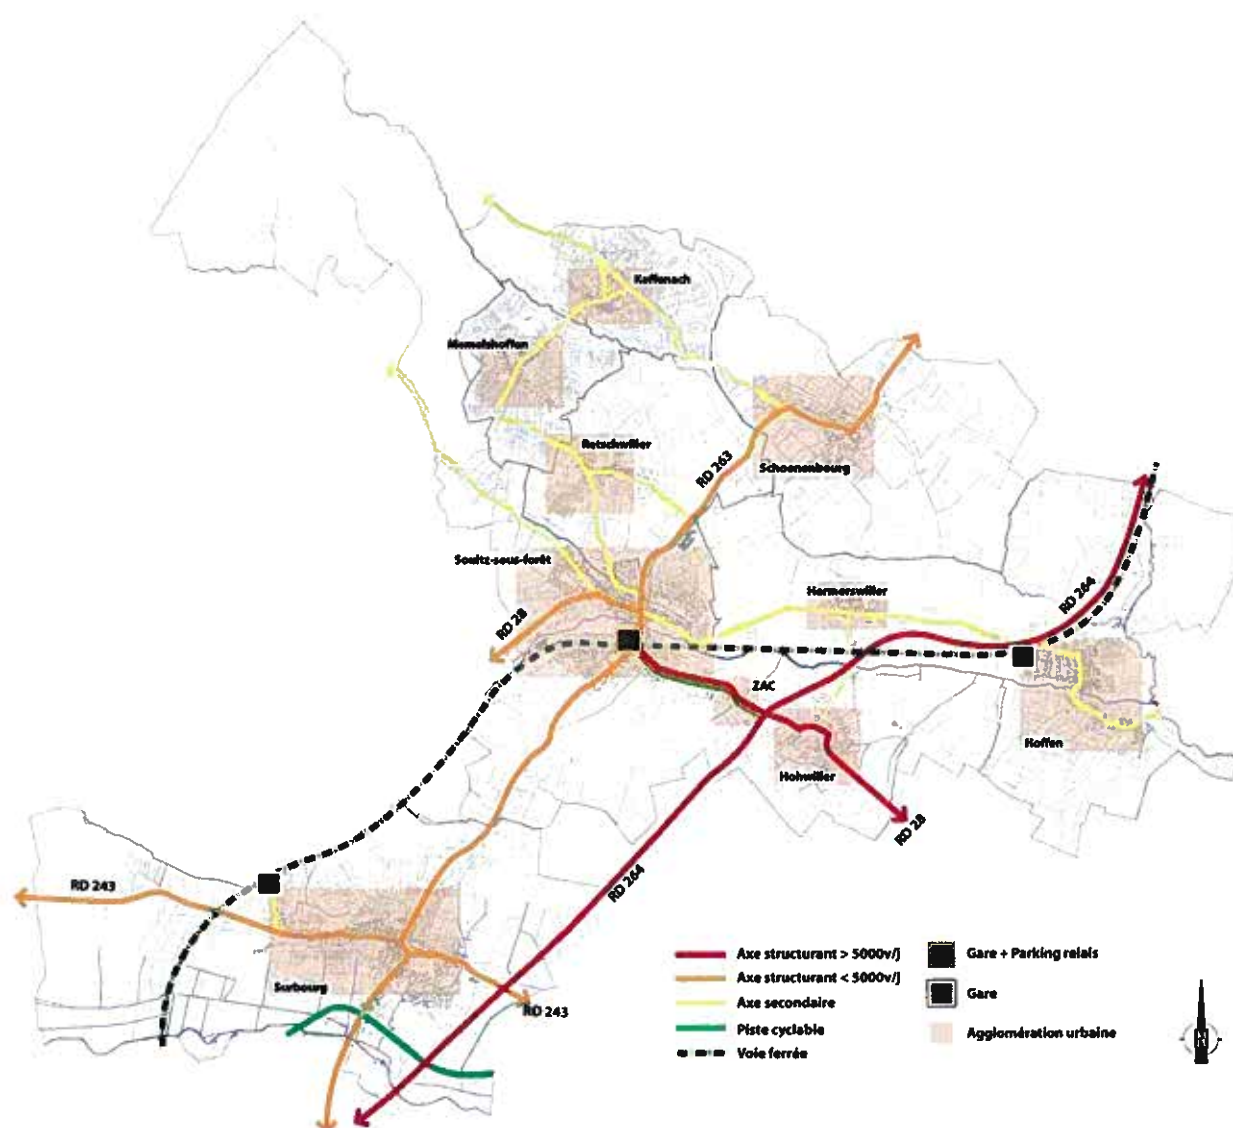 Keffenach
Memelshoffen
Retschwiller
RD 263
Schoenenbourg
Soultz-sous-forêt
RD 28
Hermerswiller
RD 264
ZAC
Hoffen
Hohwiller
RD 28
RD 243
RD 264
Surbourg
RD 243
Axe structurant > 5000v/j
Axe structurant < 5000v/j
Axe secondaire
Piste cyclable
Voie ferrée
Gare + Parking relais
Gare
Agglomération urbaine